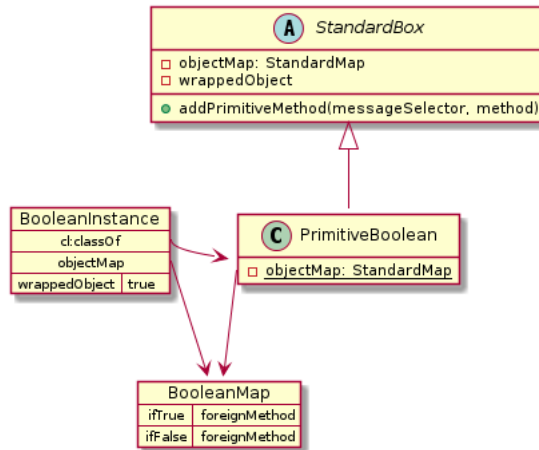 A StandardBox
objectMap: StandardMap
wrappedObject
addPrimitiveMethod(messageSelector, method)
BooleanInstance
cl:classOf
objectMap
wrappedObject true
C PrimitiveBoolean
objectMap: StandardMap
BooleanMap
ifTrue foreignMethod
ifFalse foreignMethod